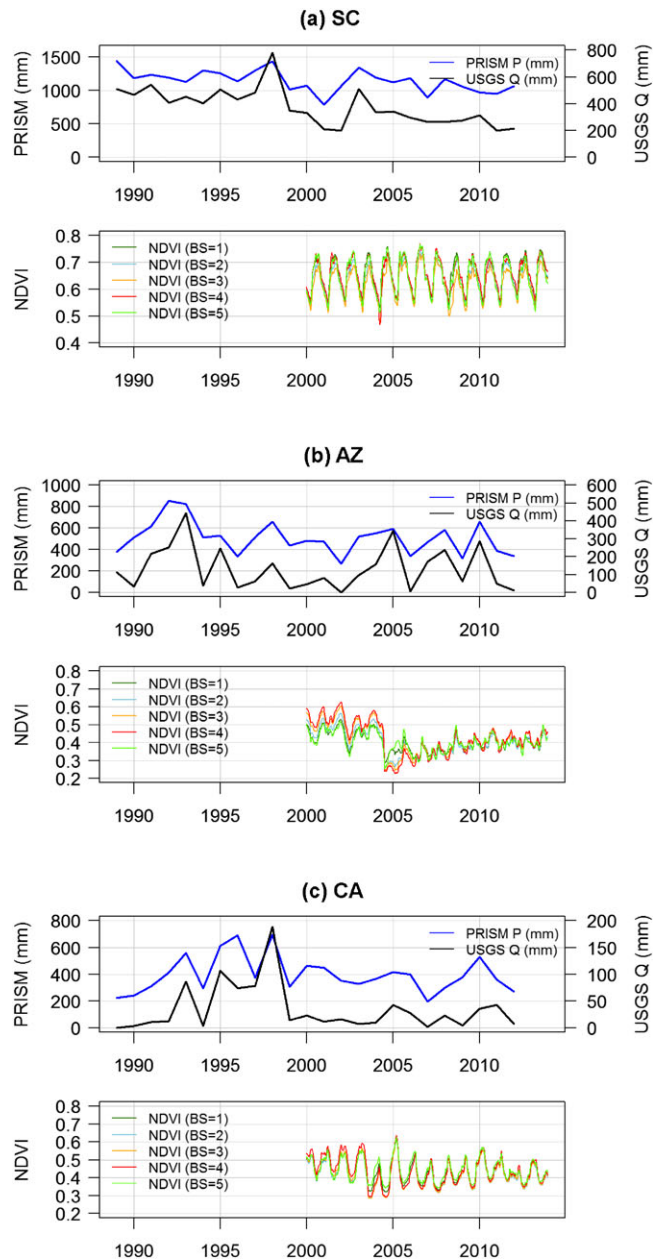 (a) SC
PRISM (mm)
1500
1000
500
0
PRISM P (mm)
USGS Q (mm)
800
600
400
200
0
USGS Q (mm)
1990 1995 2000 2005 2010
NDVI
0.8
0.7
0.6
0.5
0.4
NDVI (BS=1)
NDVI (BS=2)
NDVI (BS=3)
NDVI (BS=4)
NDVI (BS=5)
1990 1995 2000 2005 2010
(b) AZ
PRISM (mm)
1000
800
600
400
200
0
PRISM P (mm)
USGS Q (mm)
600
500
400
300
200
100
0
USGS Q (mm)
1990 1995 2000 2005 2010
NDVI
0.8
0.7
0.6
0.5
0.4
0.3
0.2
NDVI (BS=1)
NDVI (BS=2)
NDVI (BS=3)
NDVI (BS=4)
NDVI (BS=5)
1990 1995 2000 2005 2010
(c) CA
PRISM (mm)
800
600
400
200
0
PRISM P (mm)
USGS Q (mm)
200
150
100
50
0
USGS Q (mm)
1990 1995 2000 2005 2010
NDVI
0.8
0.7
0.6
0.5
0.4
0.3
0.2
NDVI (BS=1)
NDVI (BS=2)
NDVI (BS=3)
NDVI (BS=4)
NDVI (BS=5)
1990 1995 2000 2005 2010